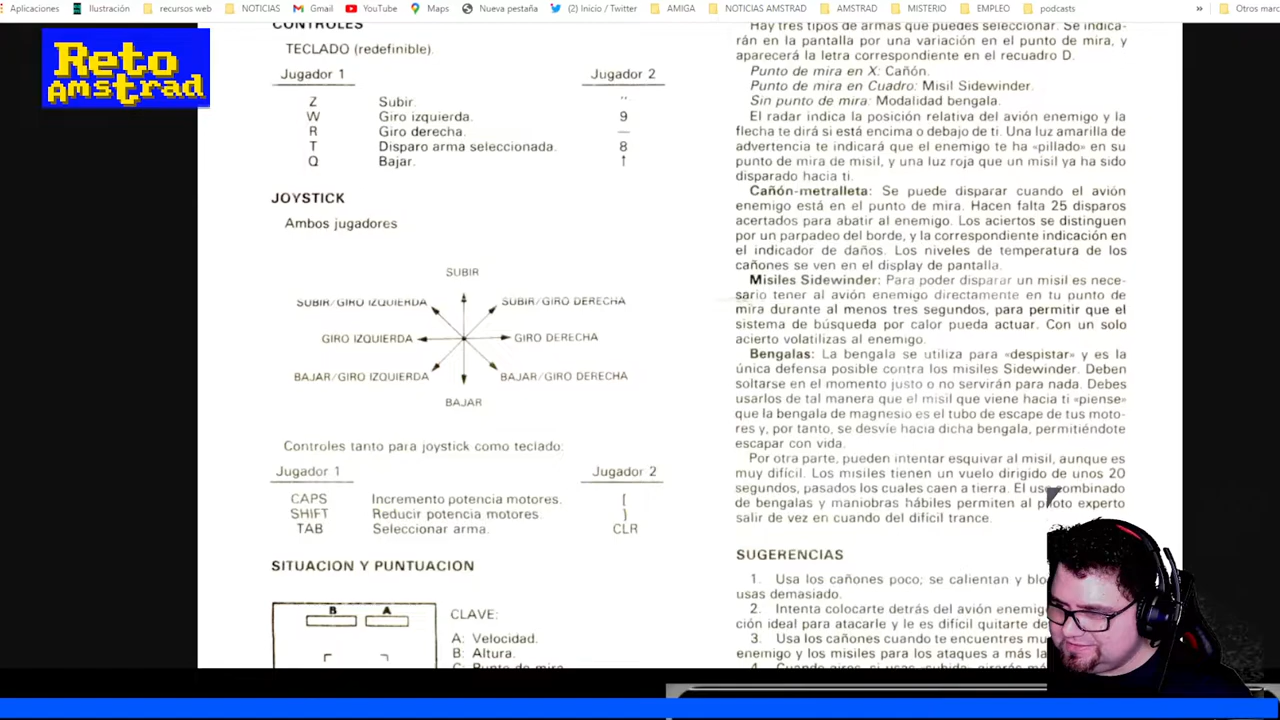 Aplicaciones
Ilustración
recursos web
NOTICIAS
Gmail
YouTube
Maps
Nueva pestaña
(2) Inicio / Twitter
AMIGA
NOTICIAS AMSTRAD
AMSTRAD
MISTERIO
EMPLEO
podcasts
»
Otros marc
Reto
Amstrad
CONTROLES
TECLADO (redefinible).
Jugador 1 Jugador 2
Z Subir. ''
W Giro izquierda. 9
R Giro derecha. —
T Disparo arma seleccionada. 8
Q Bajar. ↑
JOYSTICK
Ambos jugadores
SUBIR
SUBIR/GIRO IZQUIERDA SUBIR/GIRO DERECHA
GIRO IZQUIERDA GIRO DERECHA
BAJAR/GIRO IZQUIERDA BAJAR/GIRO DERECHA
BAJAR
Controles tanto para joystick como teclado:
Jugador 1 Jugador 2
CAPS Incremento potencia motores. [
SHIFT Reducir potencia motores. )
TAB Seleccionar arma. CLR
SITUACION Y PUNTUACION
B A
CLAVE:
A: Velocidad.
B: Altura.
C: Punto de mira
Hay tres tipos de armas que puedes seleccionar. Se indica-
rán en la pantalla por una variación en el punto de mira, y
aparecerá la letra correspondiente en el recuadro D.
Punto de mira en X: Cañón.
Punto de mira en Cuadro: Misil Sidewinder.
Sin punto de mira: Modalidad bengala.
El radar indica la posición relativa del avión enemigo y la
flecha te dirá si está encima o debajo de ti. Una luz amarilla de
advertencia te indicará que el enemigo te ha «pillado» en su
punto de mira de misil, y una luz roja que un misil ya ha sido
disparado hacia ti.
Cañón-metralleta: Se puede disparar cuando el avión
enemigo está en el punto de mira. Hacen falta 25 disparos
acertados para abatir al enemigo. Los aciertos se distinguen
por un parpadeo del borde, y la correspondiente indicación en
el indicador de daños. Los niveles de temperatura de los
cañones se ven en el display de pantalla.
Misiles Sidewinder: Para poder disparar un misil es nece-
sario tener al avión enemigo directamente en tu punto de
mira durante al menos tres segundos, para permitir que el
sistema de búsqueda por calor pueda actuar. Con un solo
acierto volatilizas al enemigo.
Bengalas: La bengala se utiliza para «despistar» y es la
única defensa posible contra los misiles Sidewinder. Deben
soltarse en el momento justo o no servirán para nada. Debes
usarlos de tal manera que el misil que viene hacia ti «piense»
que la bengala de magnesio es el tubo de escape de tus moto-
res y, por tanto, se desvíe hacia dicha bengala, permitiéndote
escapar con vida.
Por otra parte, pueden intentar esquivar al misil, aunque es
muy difícil. Los misiles tienen un vuelo dirigido de unos 20
segundos, pasados los cuales caen a tierra. El uso combinado
de bengalas y maniobras hábiles permiten al piloto experto
salir de vez en cuando del difícil trance.
SUGERENCIAS
1. Usa los cañones poco; se calientan y blo
usas demasiado.
2. Intenta colocarte detrás del avión enemig
ción ideal para atacarle y le es difícil quitarte de
3. Usa los cañones cuando te encuentres mu
enemigo y los misiles para los ataques a más la
4. Cuando gires, si usas «subida» girarás má